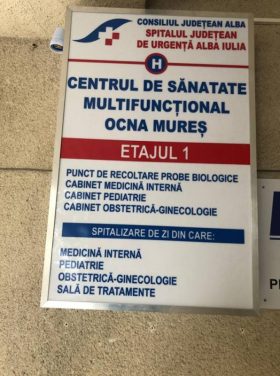 CONSILIUL JUDEȚEAN ALBA
SPITALUL JUDEȚEAN
DE URGENȚĂ ALBA IULIA
H
CENTRUL DE SĂNATATE
MULTIFUNCȚIONAL
OCNA MUREȘ
ETAJUL 1
PUNCT DE RECOLTARE PROBE BIOLOGICE
CABINET MEDICINĂ INTERNĂ
CABINET PEDIATRIE
CABINET OBSTETRICĂ-GINECOLOGIE
SPITALIZARE DE ZI DIN CARE:
MEDICINĂ INTERNĂ
PEDIATRIE
OBSTETRICĂ-GINECOLOGIE
SALĂ DE TRATAMENTE